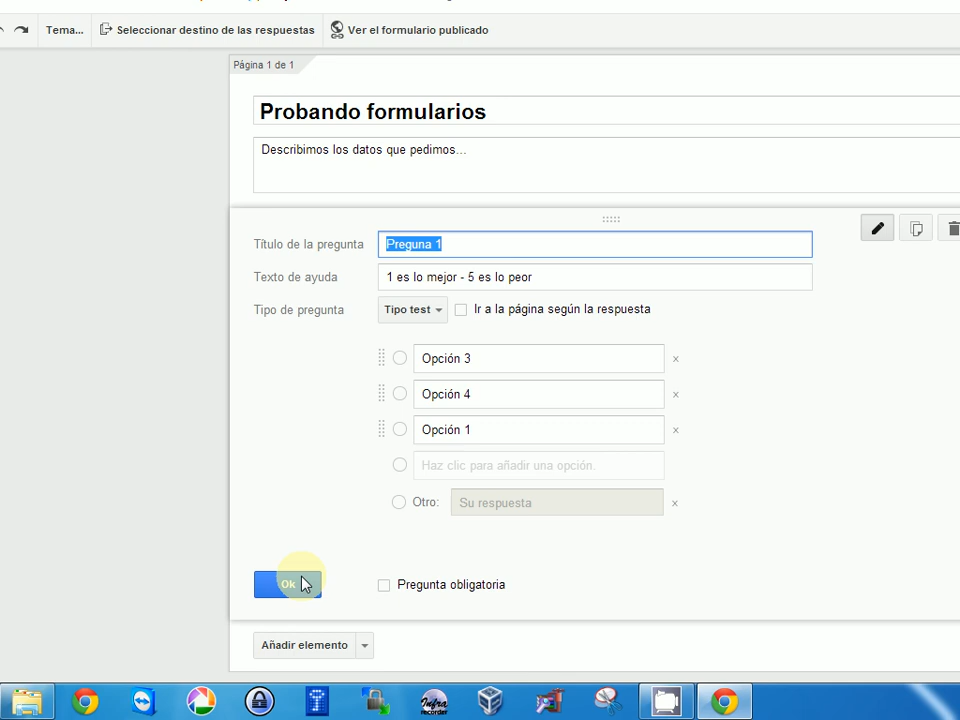 Tema... Seleccionar destino de las respuestas Ver el formulario publicado
Página 1 de 1
Probando formularios
Describimos los datos que pedimos...
Título de la pregunta Preguna 1
Texto de ayuda 1 es lo mejor - 5 es lo peor
Tipo de pregunta Tipo test Ir a la página según la respuesta
Opción 3 x
Opción 4 x
Opción 1 x
Haz clic para añadir una opción.
Otro: Su respuesta x
Ok Pregunta obligatoria
Añadir elemento
Infra
recorder